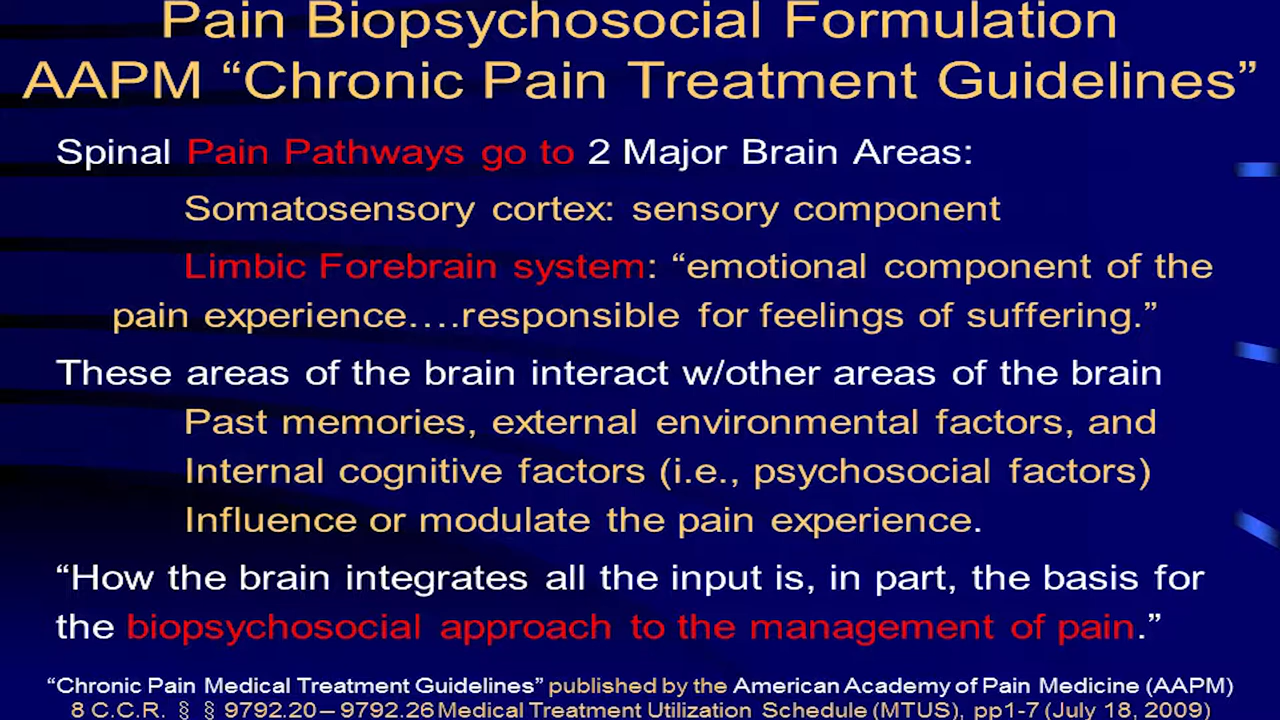 Pain Biopsychosocial Formulation
AAPM “Chronic Pain Treatment Guidelines”
Spinal Pain Pathways go to 2 Major Brain Areas:
Somatosensory cortex: sensory component
Limbic Forebrain system: “emotional component of the
pain experience….responsible for feelings of suffering.”
These areas of the brain interact w/other areas of the brain
Past memories, external environmental factors, and
Internal cognitive factors (i.e., psychosocial factors)
Influence or modulate the pain experience.
“How the brain integrates all the input is, in part, the basis for
the biopsychosocial approach to the management of pain.”
“Chronic Pain Medical Treatment Guidelines” published by the American Academy of Pain Medicine (AAPM)
8 C.C.R. § § 9792.20 – 9792.26 Medical Treatment Utilization Schedule (MTUS), pp1-7 (July 18, 2009)